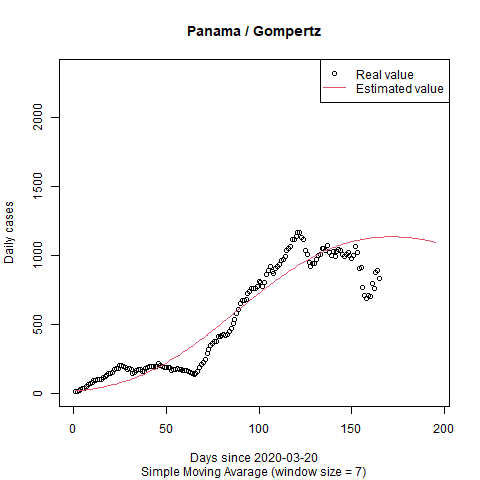 Panama / Gompertz
Real value
Estimated value
Daily cases
2000
1500
1000
500
0
0 50 100 150 200
Days since 2020-03-20
Simple Moving Avarage (window size = 7)